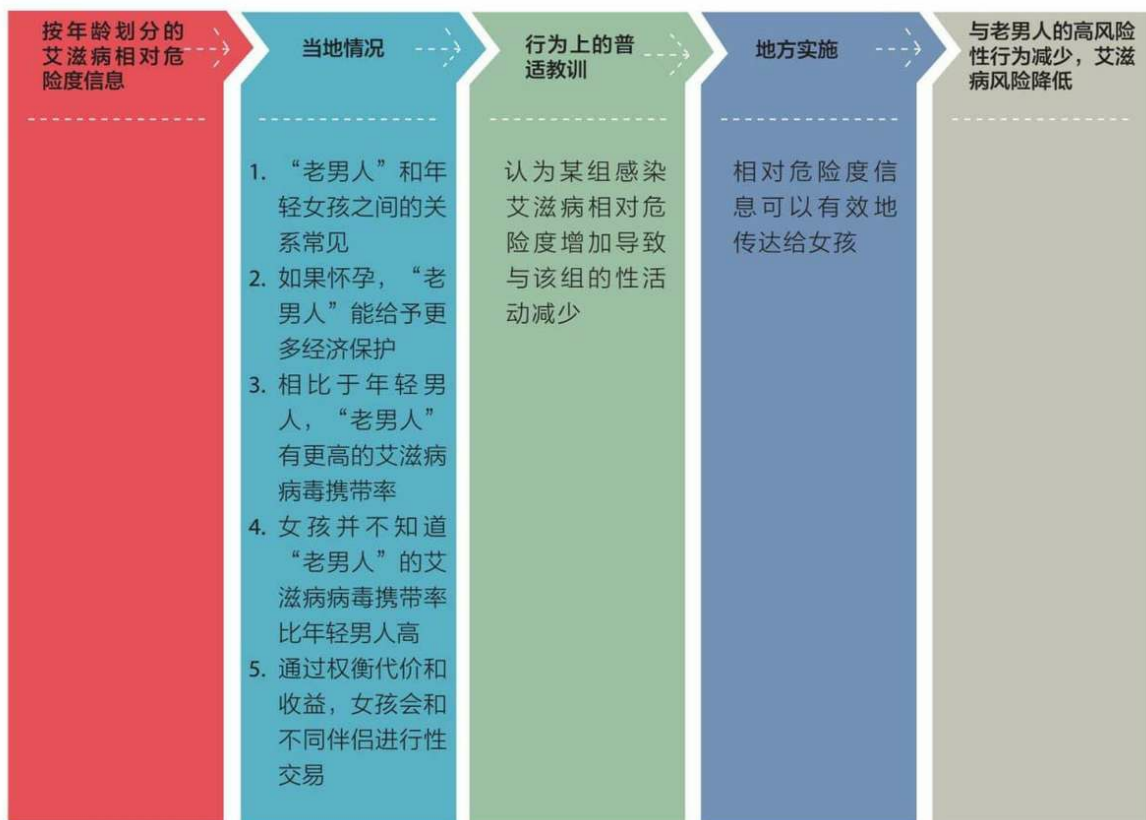 按年龄划分的
艾滋病相对危
险度信息
当地情况
1. “老男人”和年
轻女孩之间的关
系常见
2. 如果怀孕，“老
男人”能给予更
多经济保护
3. 相比于年轻男
人，“老男人”
有更高的艾滋病
病毒携带率
4. 女孩并不知道
“老男人”的艾
滋病病毒携带率
比年轻男人高
5. 通过权衡代价和
收益，女孩会和
不同伴侣进行性
交易
行为上的普
适教训
认为某组感染
艾滋病相对危
险度增加导致
与该组的性活
动减少
地方实施
相对危险度信
息可以有效地
传达给女孩
与老男人的高风险
性行为减少，艾滋
病风险降低